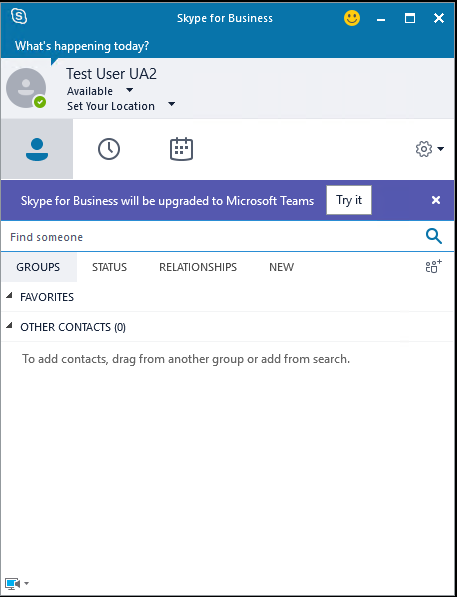 Skype for Business
What's happening today?
Test User UA2
Available
Set Your Location
Skype for Business will be upgraded to Microsoft Teams Try it
Find someone
GROUPS STATUS RELATIONSHIPS NEW
FAVORITES
OTHER CONTACTS (0)
To add contacts, drag from another group or add from search.